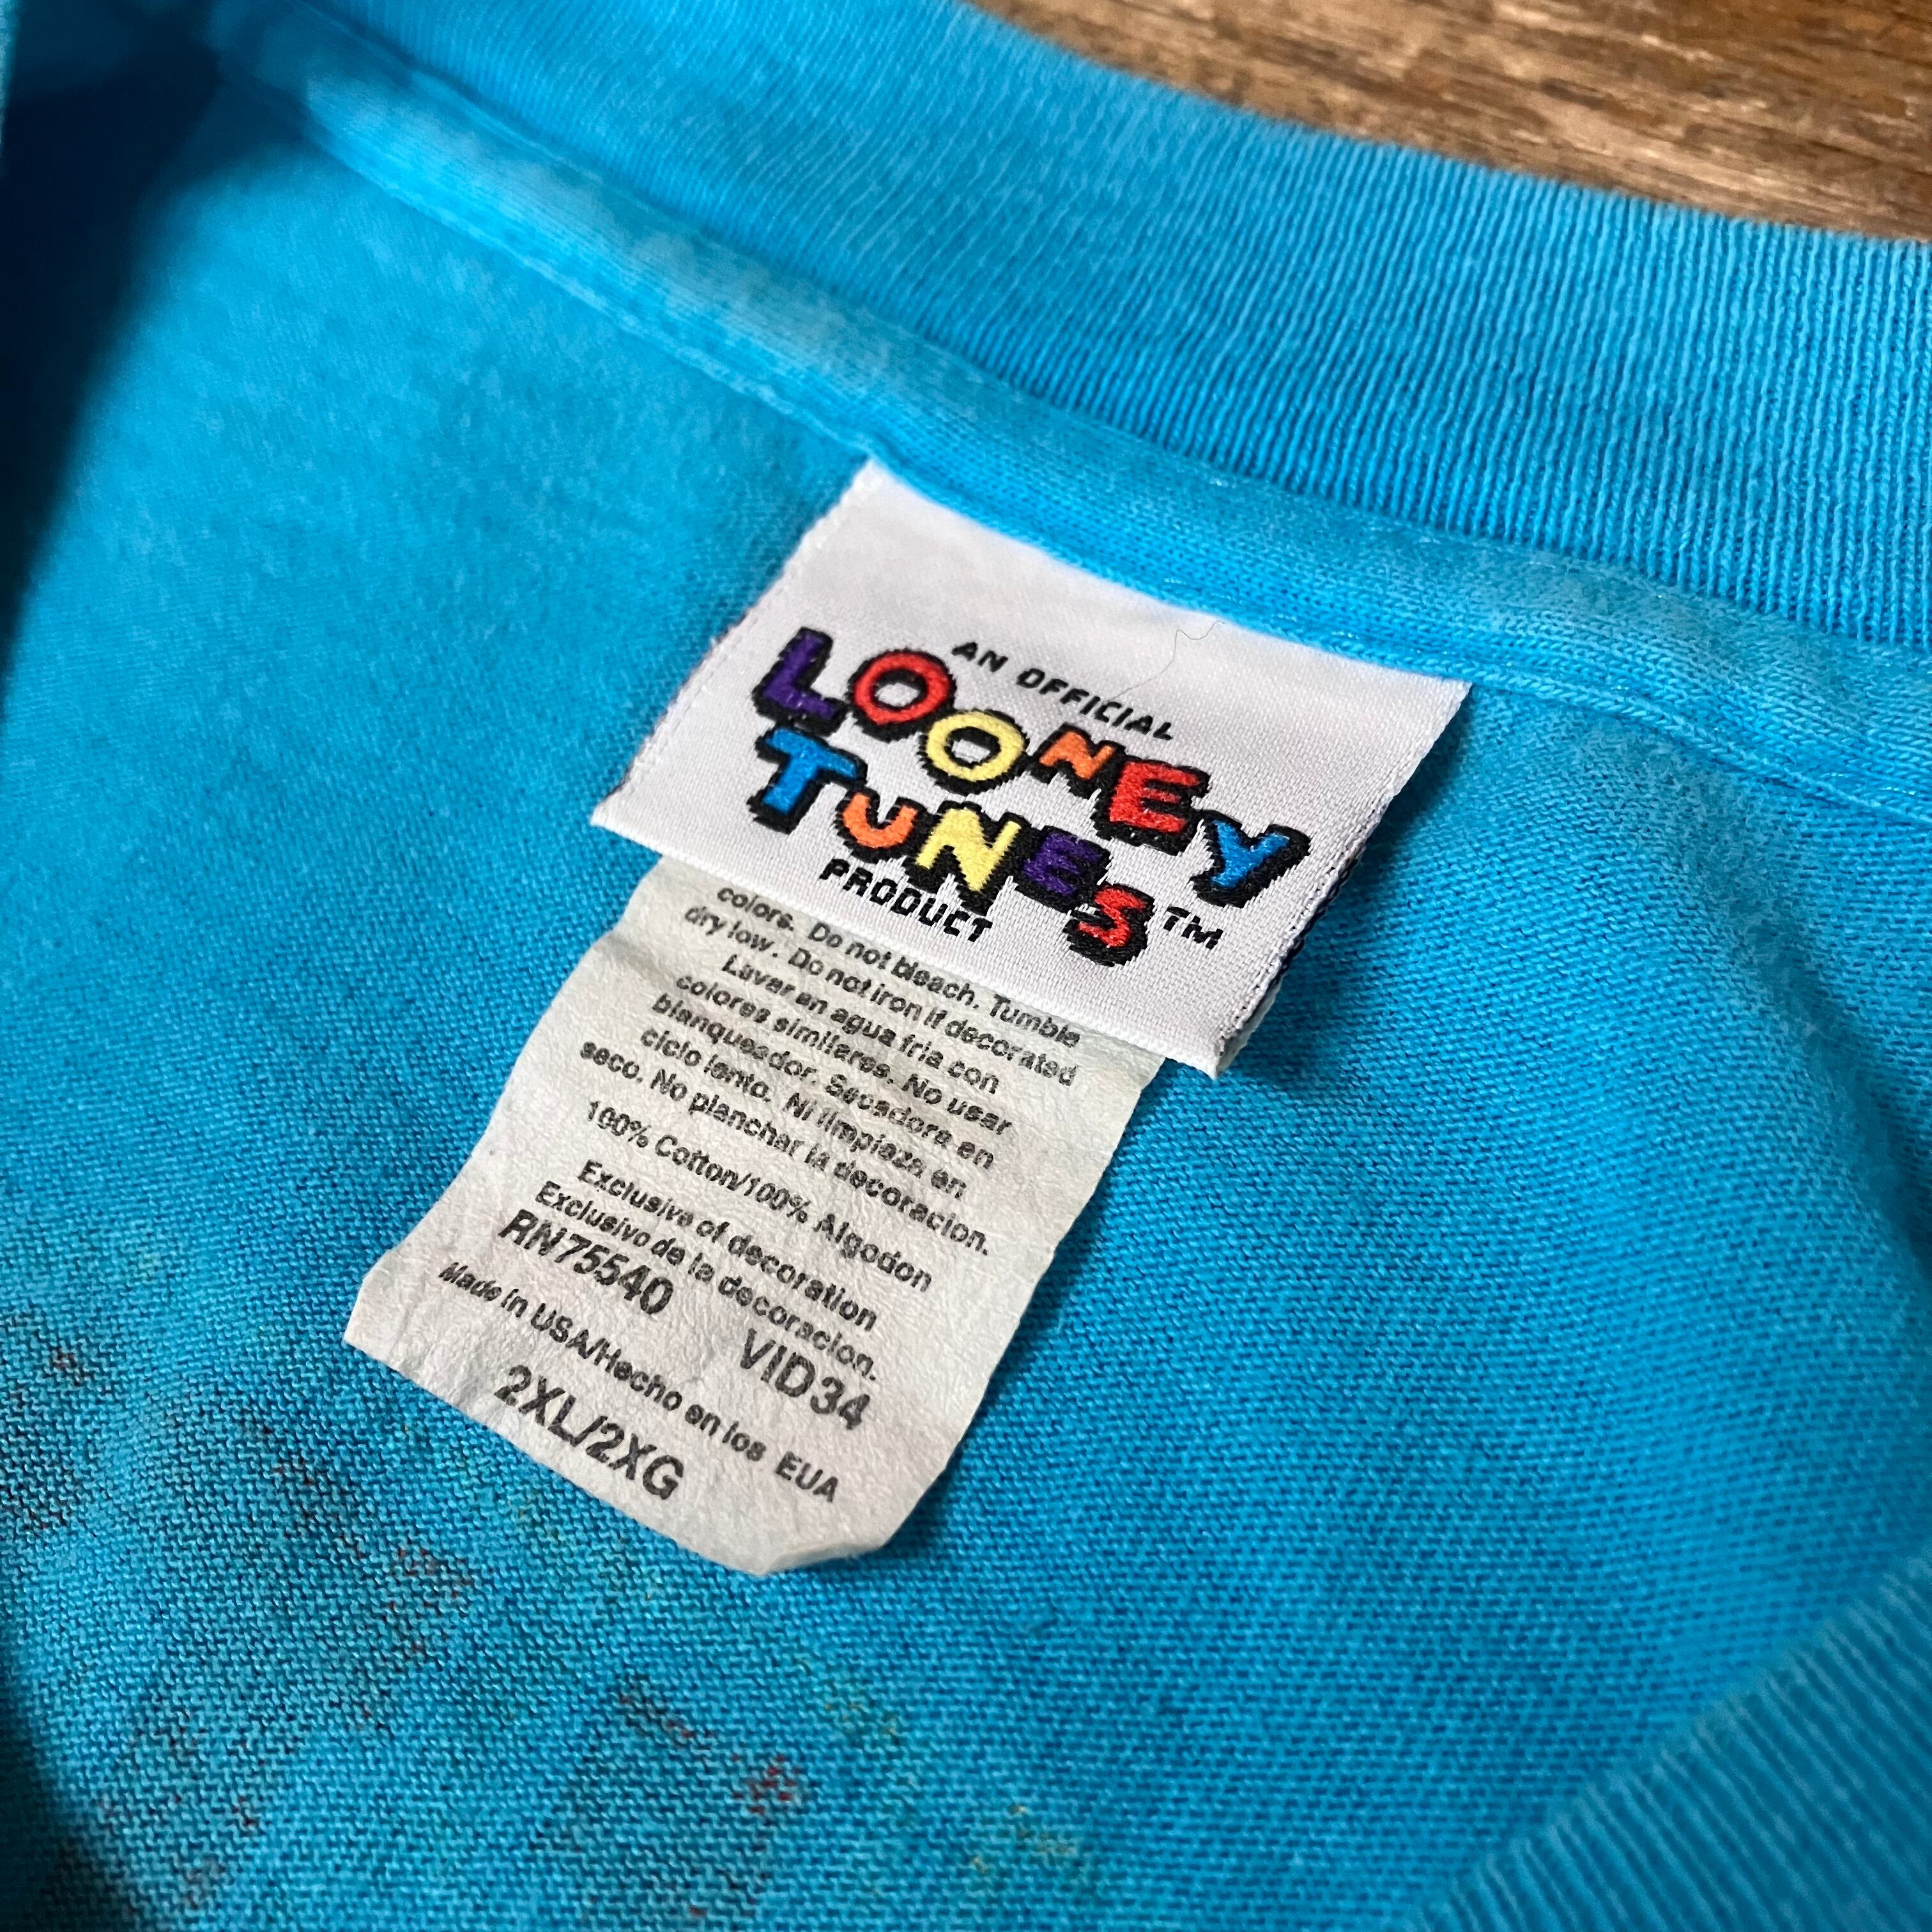 AN OFFICIAL
LOONEY
TUNES™
PRODUCT
colors. Do not bleach. Tumble
dry low. Do not iron if decorated
Lavar an agua fria con
colores similares. No usar
blanqueador. Secadora en
ciclo lento. Ni limpieza en
seco. No planchar la decoracion.
100% Cotton/100% Algodon
Exclusive of decoration
Exclusivo de la decoracion.
RN75540 VID34
Made in USA/Hecho en los EUA
2XL/2XG